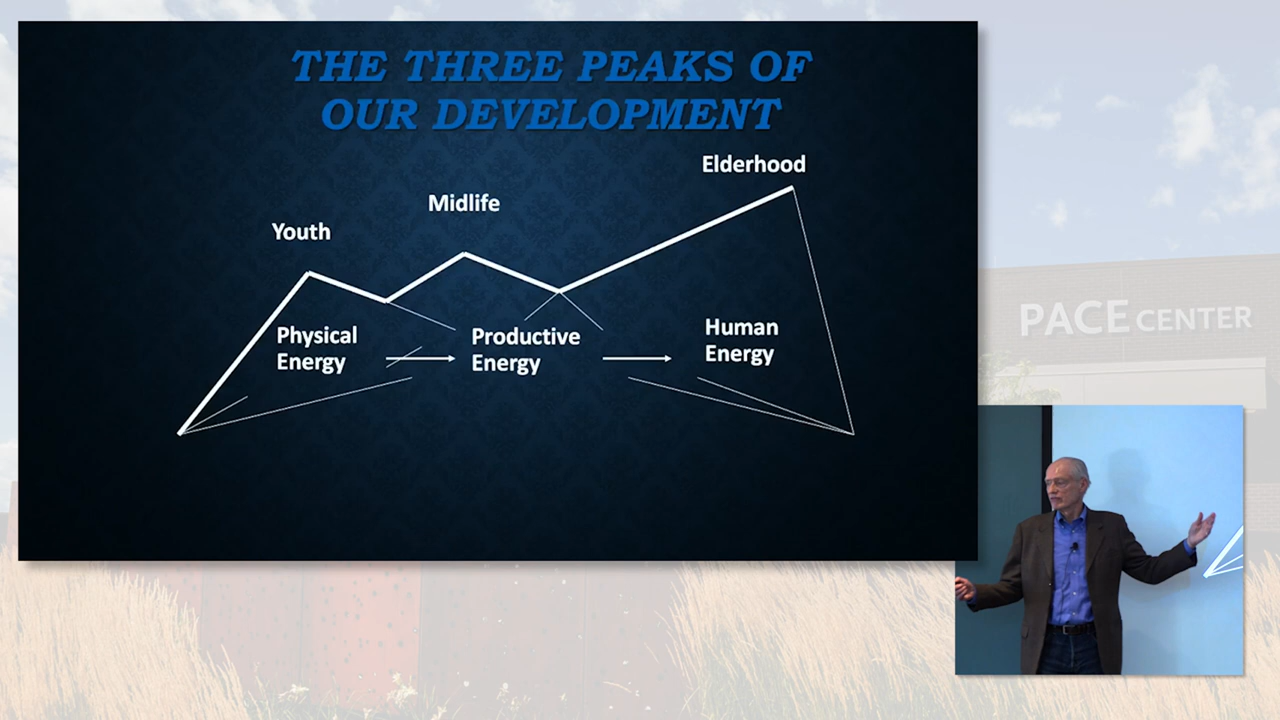 THE THREE PEAKS OF
OUR DEVELOPMENT
Elderhood
Midlife
Youth
Physical
Energy
Productive
Energy
Human
Energy
PACE CENTER